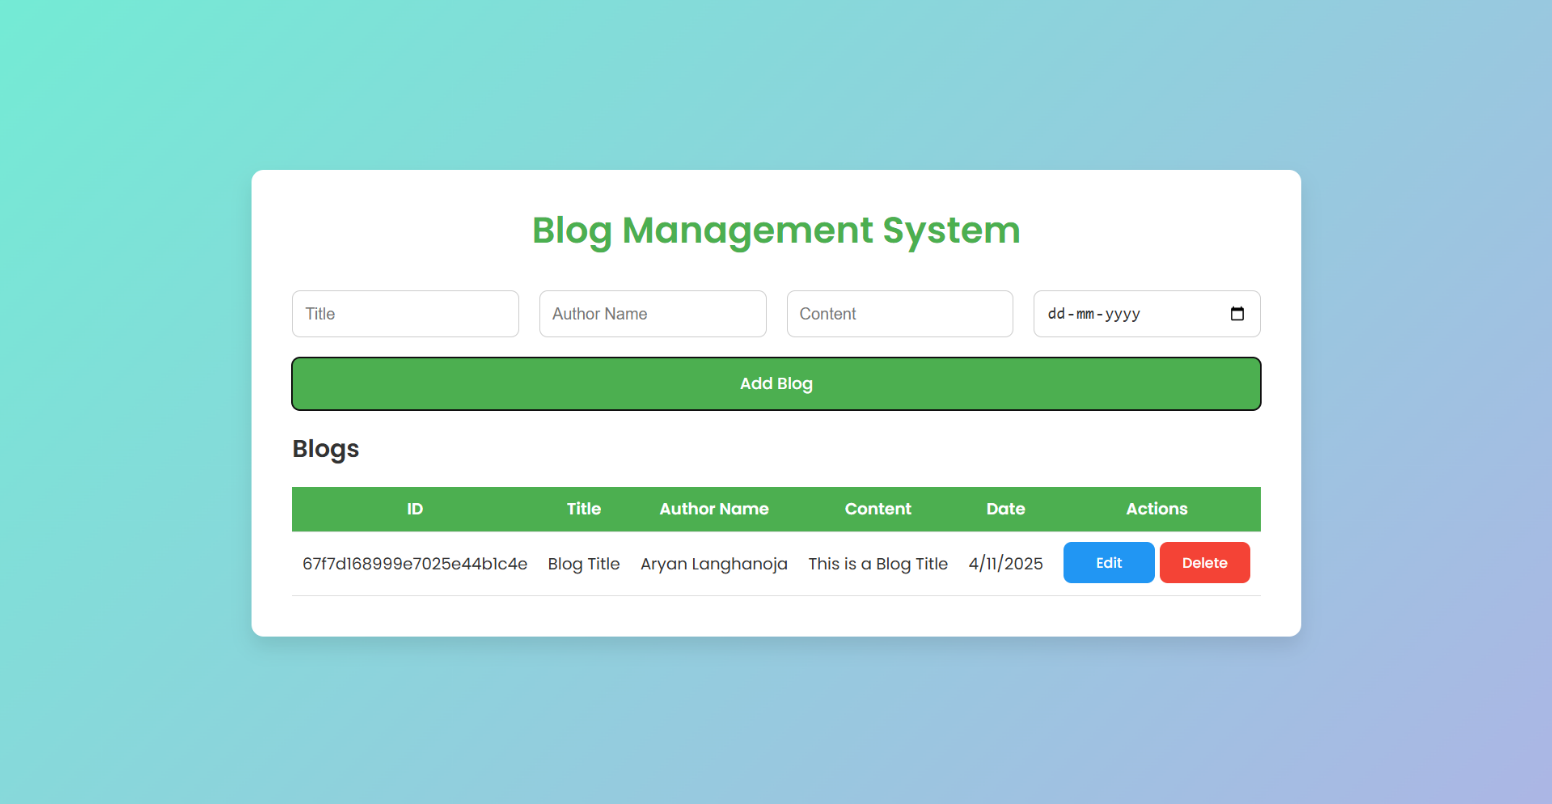 Blog Management System
Title Author Name Content dd-mm-yyyy
Add Blog
Blogs
ID Title Author Name Content Date Actions
67f7d168999e7025e44b1c4e Blog Title Aryan Langhanoja This is a Blog Title 4/11/2025 Edit Delete